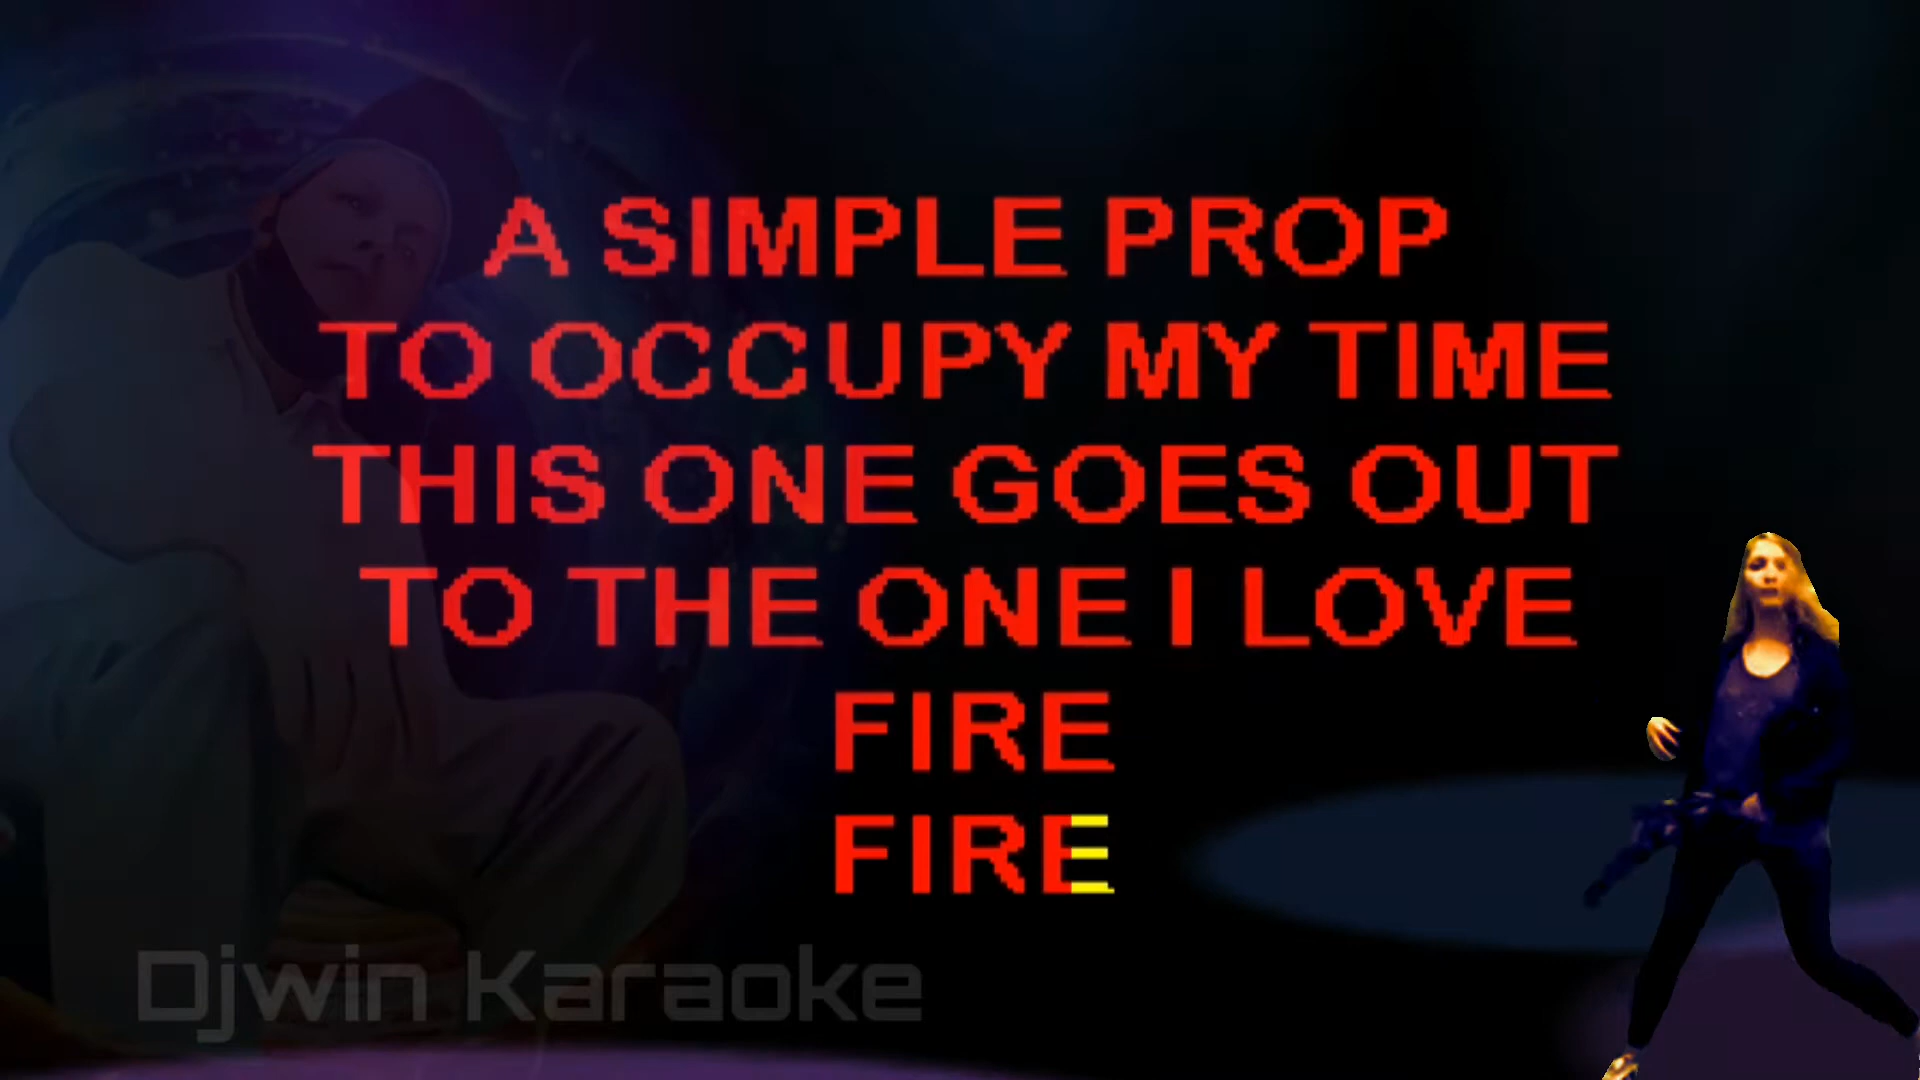 A SIMPLE PROP
TO OCCUPY MY TIME
THIS ONE GOES OUT
TO THE ONE I LOVE
FIRE
FIRE
Djwin Karaoke